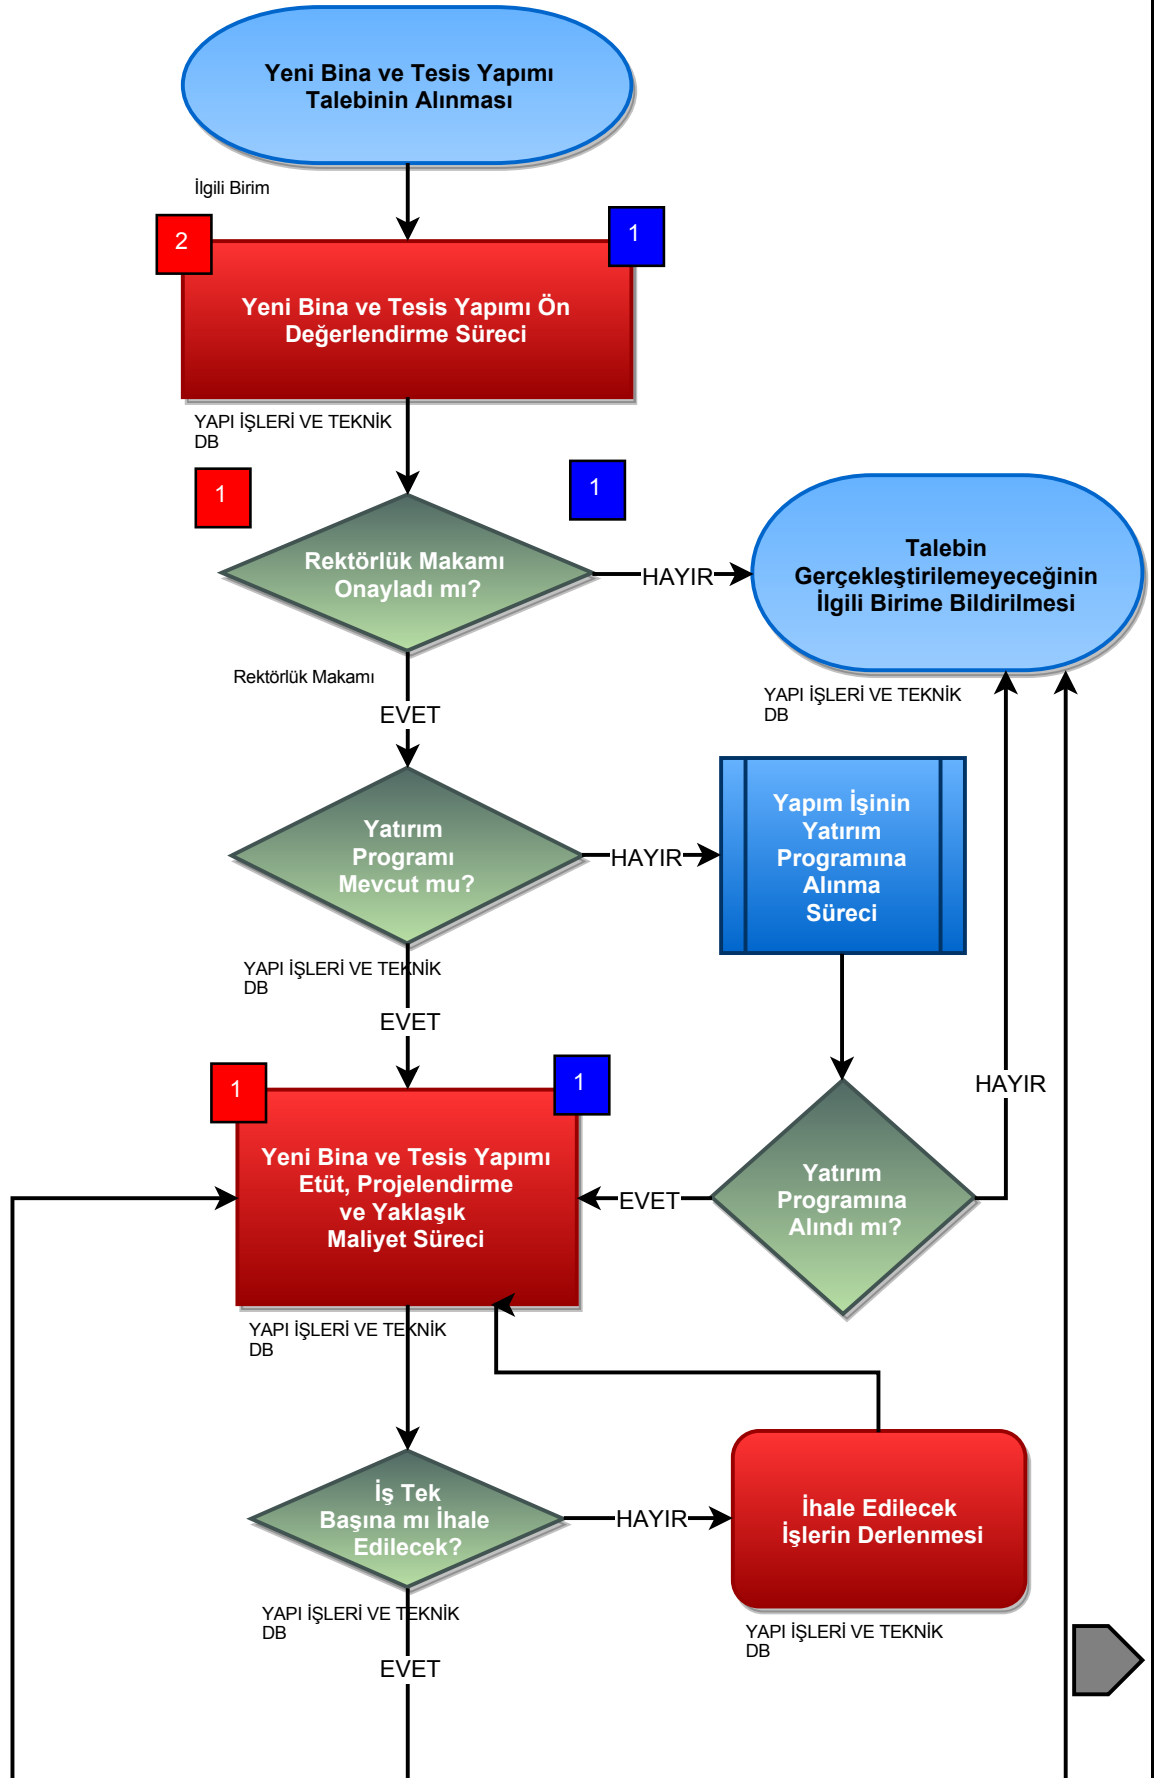 Yeni Bina ve Tesis Yapımı
Talebinin Alınması
İlgili Birim
2
1
Yeni Bina ve Tesis Yapımı Ön
Değerlendirme Süreci
YAPI İŞLERİ VE TEKNİK
DB
1
1
Rektörlük Makamı
Onayladı mı?
HAYIR
Talebin
Gerçekleştirilemeyeceğinin
İlgili Birime Bildirilmesi
Rektörlük Makamı
YAPI İŞLERİ VE TEKNİK
DB
EVET
Yatırım
Programı
Mevcut mu?
HAYIR
Yapım İşinin
Yatırım
Programına
Alınma
Süreci
YAPI İŞLERİ VE TEKNİK
DB
EVET
1
1
HAYIR
Yeni Bina ve Tesis Yapımı
Etüt, Projelendirme
ve Yaklaşık
Maliyet Süreci
EVET
Yatırım
Programına
Alındı mı?
YAPI İŞLERİ VE TEKNİK
DB
İş Tek
Başına mı İhale
Edilecek?
HAYIR
İhale Edilecek
İşlerin Derlenmesi
YAPI İŞLERİ VE TEKNİK
DB
YAPI İŞLERİ VE TEKNİK
DB
EVET